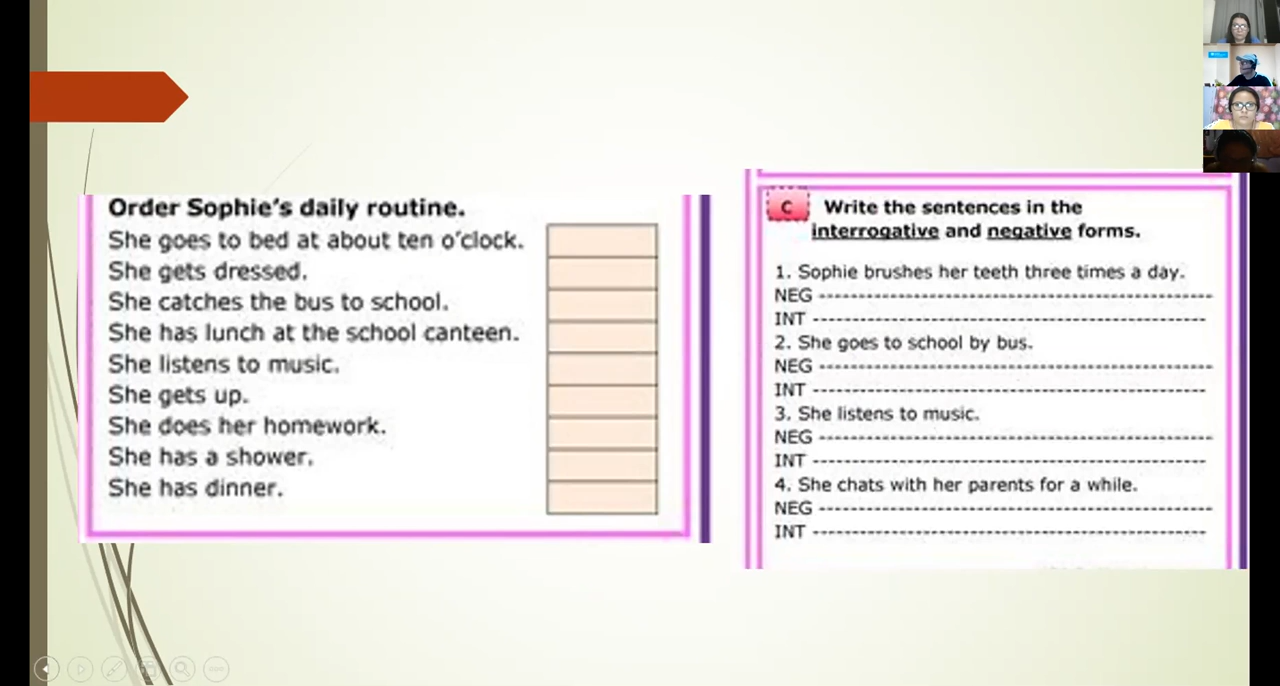 Order Sophie's daily routine.
She goes to bed at about ten o'clock.
She gets dressed.
She catches the bus to school.
She has lunch at the school canteen.
She listens to music.
She gets up.
She does her homework.
She has a shower.
She has dinner.
C Write the sentences in the
interrogative and negative forms.
1. Sophie brushes her teeth three times a day.
NEG
INT
2. She goes to school by bus.
NEG
INT
3. She listens to music.
NEG
INT
4. She chats with her parents for a while.
NEG
INT